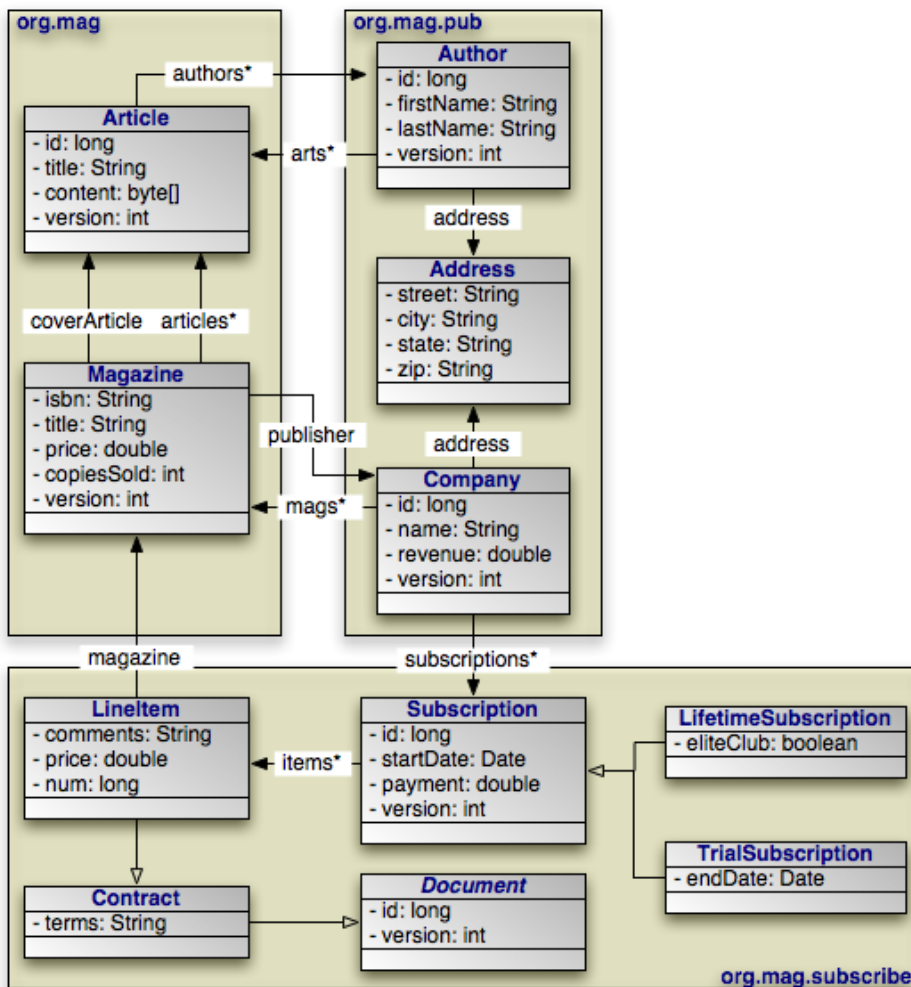 org.mag
authors*
Article
- id: long
- title: String
- content: byte[]
- version: int
arts*
coverArticle
articles*
Magazine
- isbn: String
- title: String
- price: double
- copiesSold: int
- version: int
publisher
mags*
org.mag.pub
Author
- id: long
- firstName: String
- lastName: String
- version: int
address
Address
- street: String
- city: String
- state: String
- zip: String
address
Company
- id: long
- name: String
- revenue: double
- version: int
magazine
subscriptions*
LineItem
- comments: String
- price: double
- num: long
items*
Subscription
- id: long
- startDate: Date
- payment: double
- version: int
LifetimeSubscription
- eliteClub: boolean
TrialSubscription
- endDate: Date
Contract
- terms: String
Document
- id: long
- version: int
org.mag.subscribe